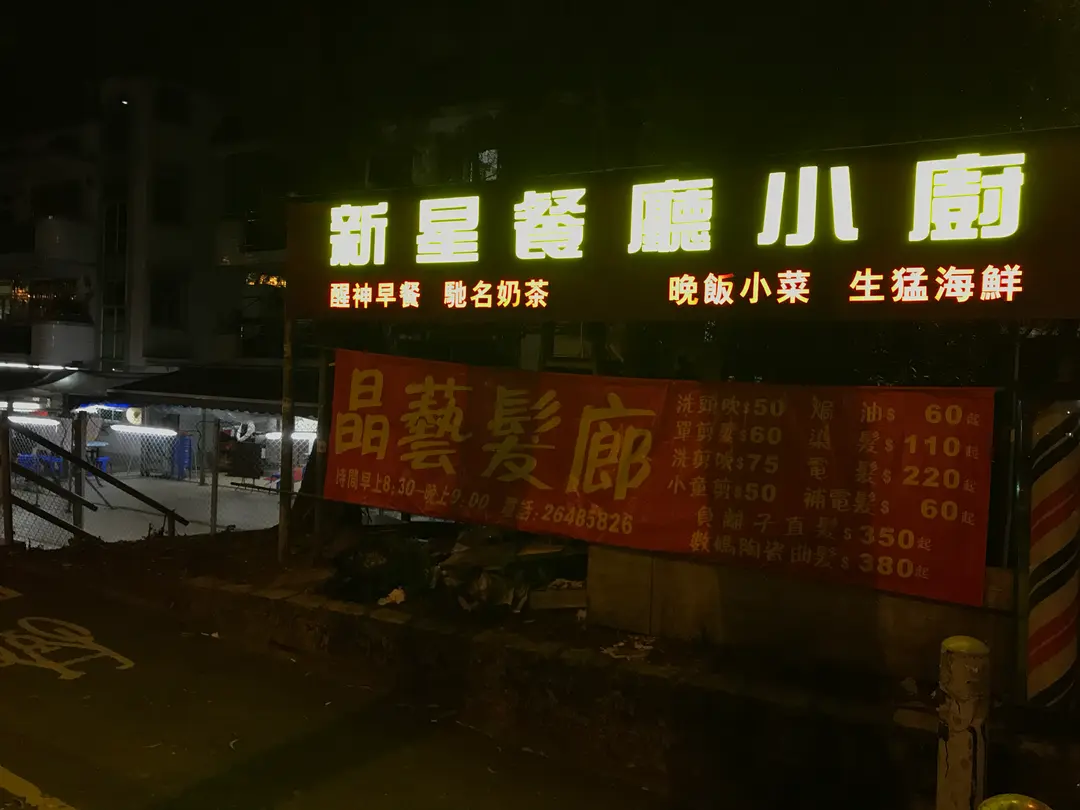 新星餐廳小廚
醒神早餐 馳名奶茶 晚飯小菜 生猛海鮮
晶藝髮廊
時間早上8:30-晚上9:00 電話:26485826
洗頭吹$50
單剪髮$60
洗剪吹$75
小童剪$50
焗 油$ 60起
染 髮$ 110起
電 髮$ 220起
補電髮$ 60起
負離子直髮$350起
數碼陶瓷曲髮$380起